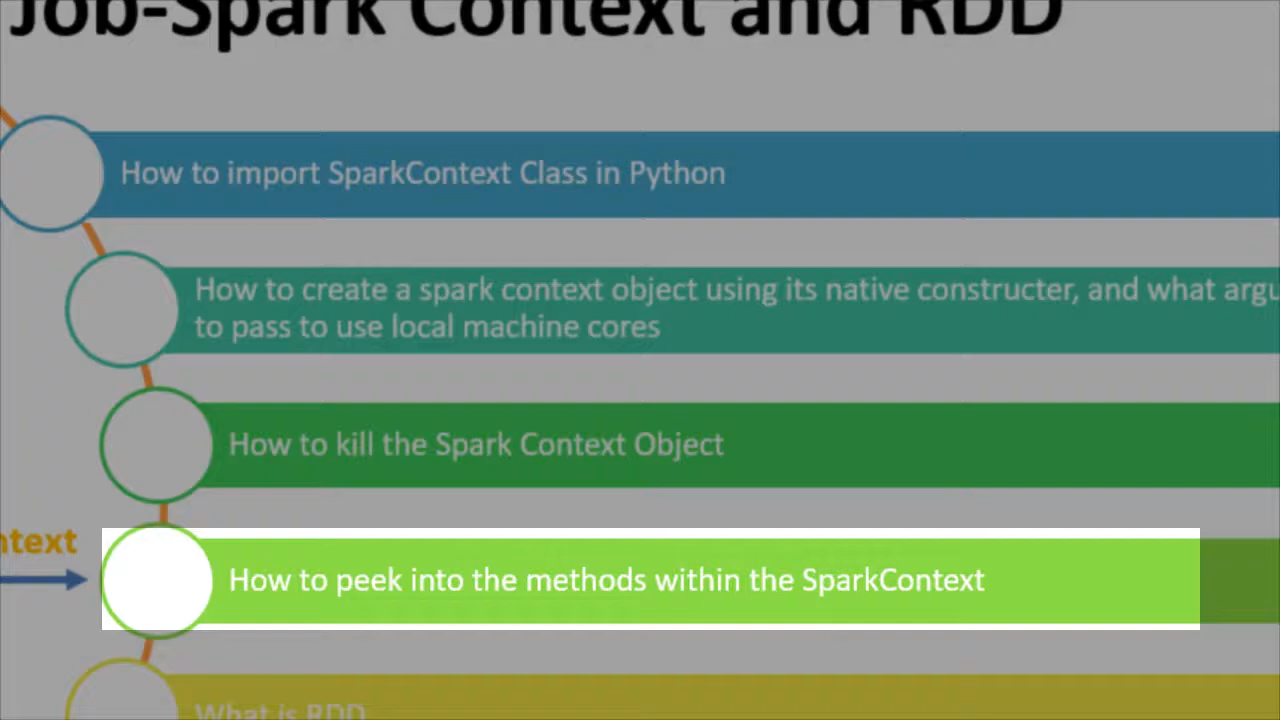 Job-Spark Context and RDD
How to import SparkContext Class in Python
How to create a spark context object using its native constructer, and what argu
to pass to use local machine cores
How to kill the Spark Context Object
ntext
How to peek into the methods within the SparkContext
What is RDD